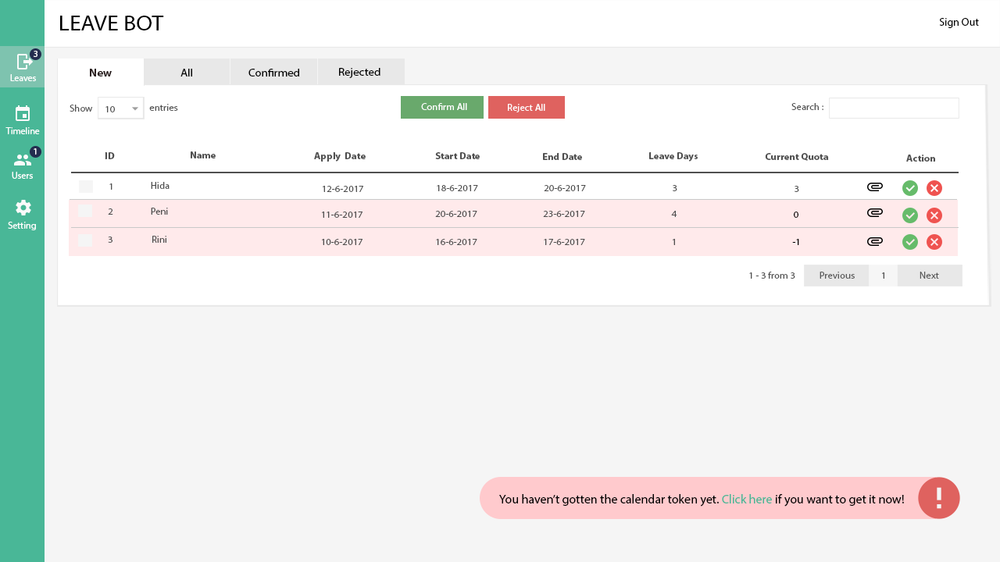 LEAVE BOT
Sign Out
3
Leaves
Timeline
1
Users
Setting
New All Confirmed Rejected
Show 10 entries Confirm All Reject All Search :
ID Name Apply Date Start Date End Date Leave Days Current Quota Action
1 Hida 12-6-2017 18-6-2017 20-6-2017 3 3
2 Peni 11-6-2017 20-6-2017 23-6-2017 4 0
3 Rini 10-6-2017 16-6-2017 17-6-2017 1 -1
1 - 3 from 3 Previous 1 Next
You haven’t gotten the calendar token yet. Click here if you want to get it now! !